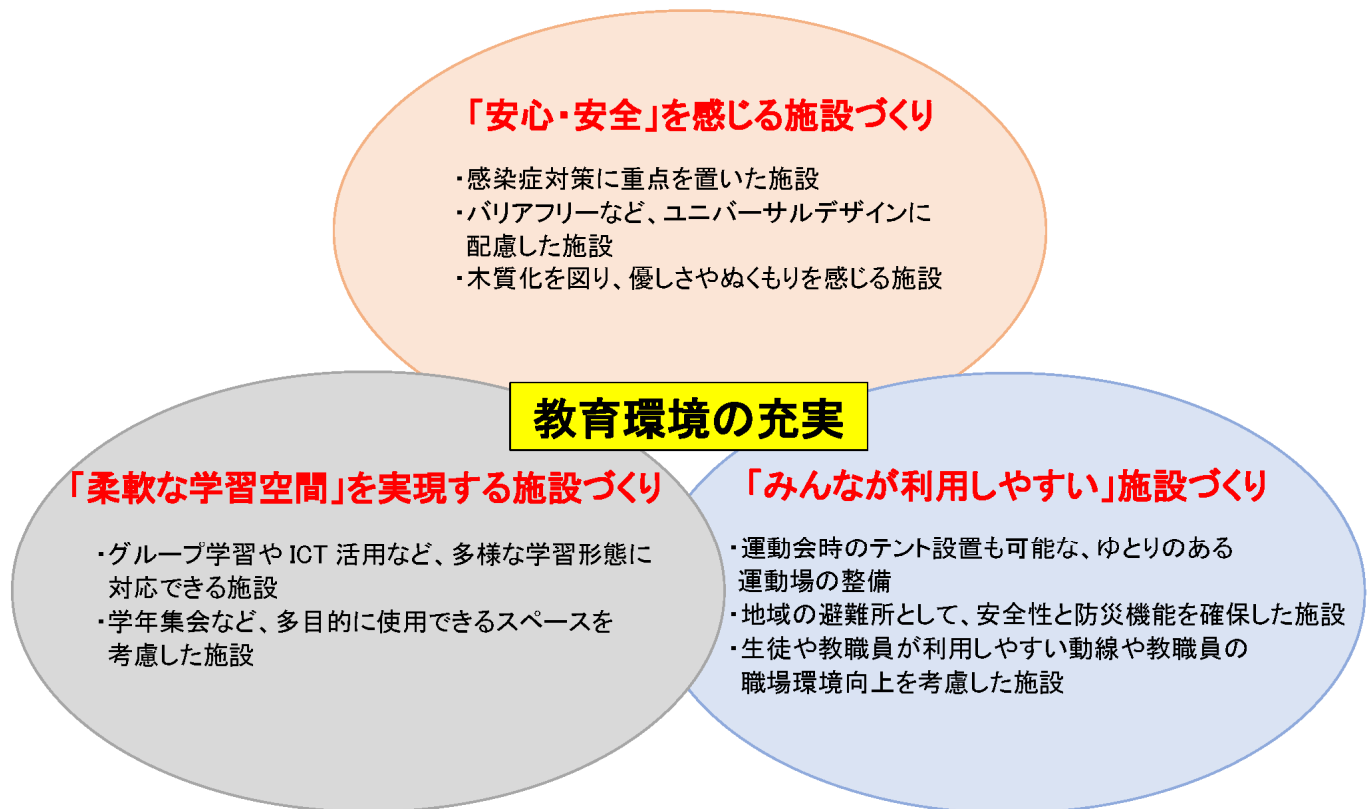 「安心・安全」を感じる施設づくり
・感染症対策に重点を置いた施設
・バリアフリーなど、ユニバーサルデザインに
配慮した施設
・木質化を図り、優しさやぬくもりを感じる施設
教育環境の充実
「柔軟な学習空間」を実現する施設づくり
・グループ学習や ICT 活用など、多様な学習形態に
対応できる施設
・学年集会など、多目的に使用できるスペースを
考慮した施設
「みんなが利用しやすい」施設づくり
・運動会時のテント設置も可能な、ゆとりのある
運動場の整備
・地域の避難所として、安全性と防災機能を確保した施設
・生徒や教職員が利用しやすい動線や教職員の
職場環境向上を考慮した施設